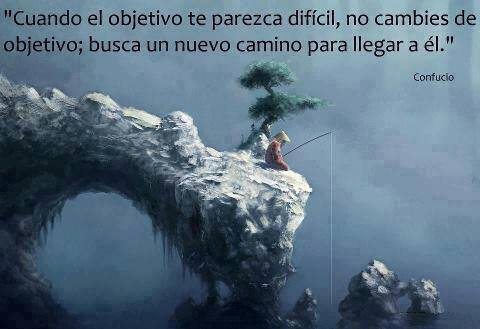 "Cuando el objetivo te parezca difícil, no cambies de
objetivo; busca un nuevo camino para llegar a él."
Confucio